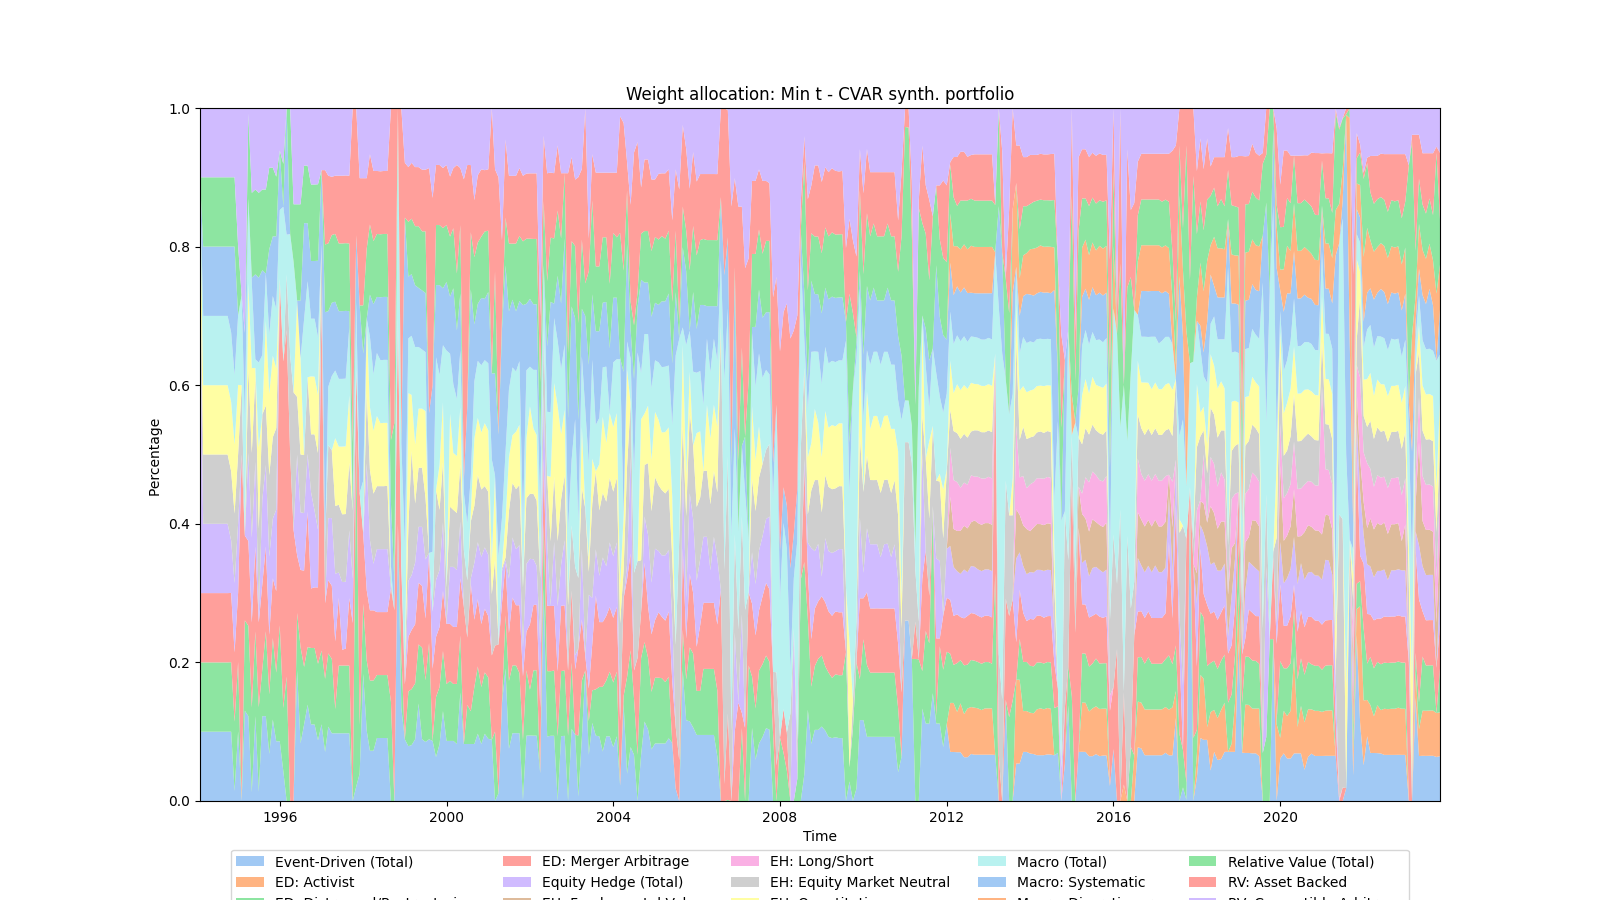 Weight allocation: Min t - CVAR synth. portfolio
1.0
0.8
0.6
0.4
0.2
0.0
Percentage
1996 2000 2004 2008 2012 2016 2020
Time
Event-Driven (Total) ED: Merger Arbitrage EH: Long/Short Macro (Total) Relative Value (Total)
ED: Activist Equity Hedge (Total) EH: Equity Market Neutral Macro: Systematic RV: Asset Backed